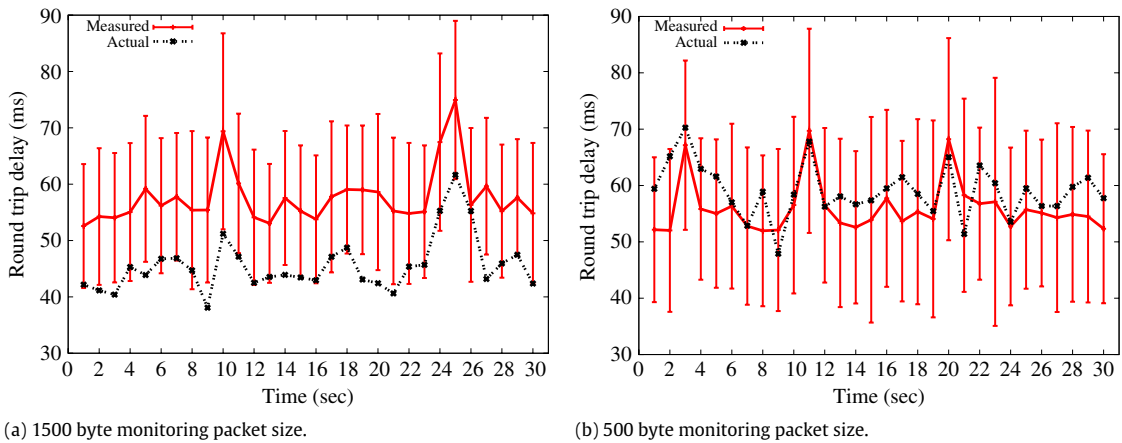 90
80
70
60
50
40
30
Round trip delay (ms)
Measured
Actual
0 2 4 6 8 10 12 14 16 18 20 22 24 26 28 30
Time (sec)
(a) 1500 byte monitoring packet size.
90
80
70
60
50
40
30
Round trip delay (ms)
Measured
Actual
0 2 4 6 8 10 12 14 16 18 20 22 24 26 28 30
Time (sec)
(b) 500 byte monitoring packet size.